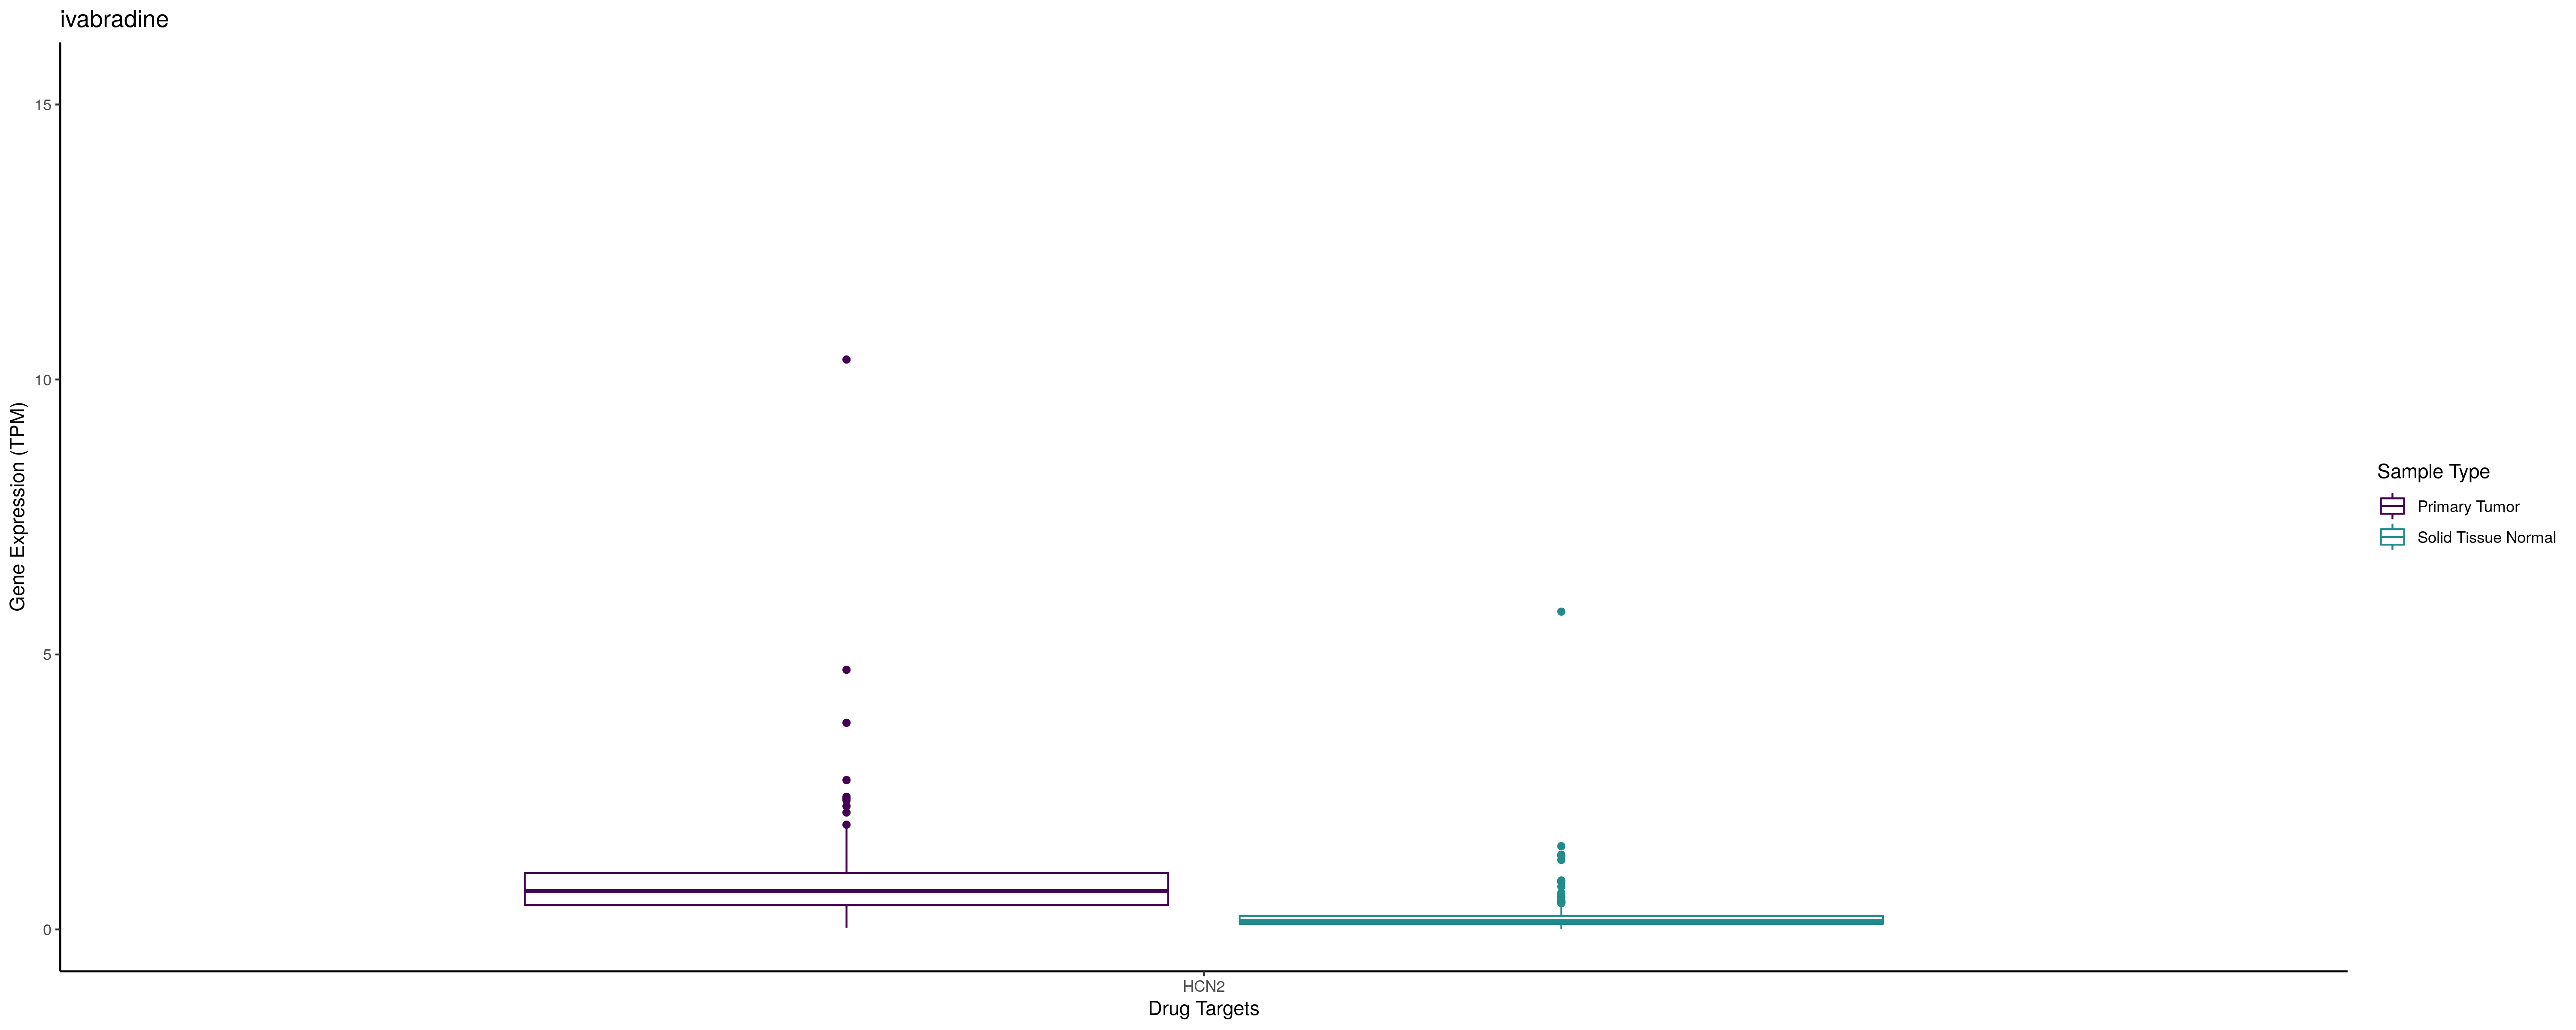 ivabradine
15
10
5
0
Gene Expression (TPM)
HCN2
Drug Targets
Sample Type
Primary Tumor
Solid Tissue Normal